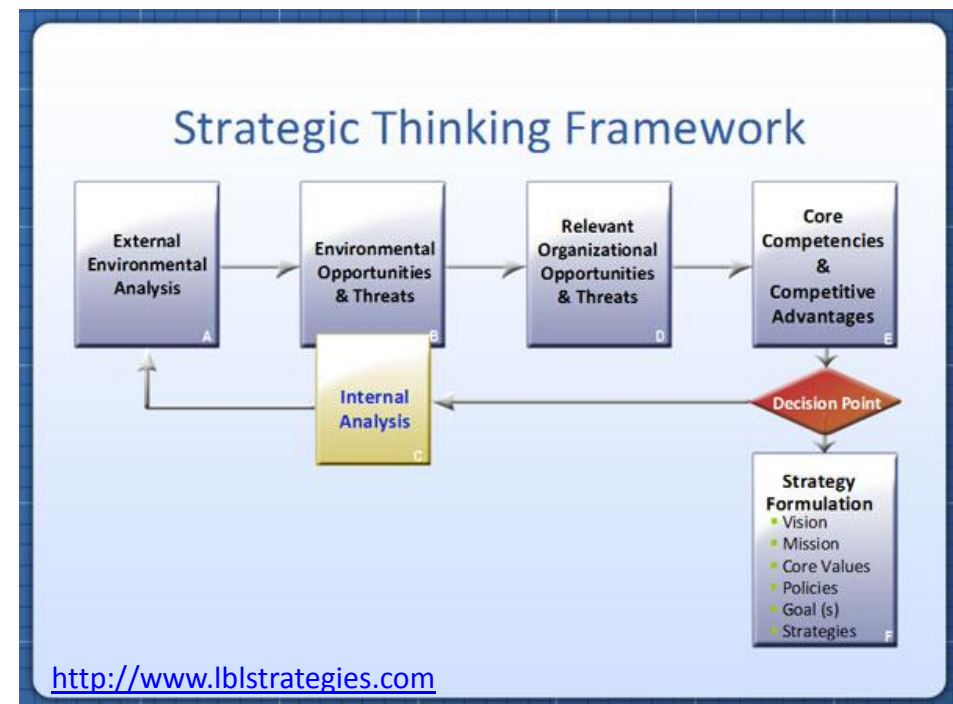 Strategic Thinking Framework
External
Environmental
Analysis
A
Environmental
Opportunities
& Threats
B
Relevant
Organizational
Opportunities
& Threats
D
Core
Competencies
&
Competitive
Advantages
E
Internal
Analysis
C
Decision Point
Strategy
Formulation
Vision
Mission
Core Values
Policies
Goal (s)
Strategies
F
http://www.lblstrategies.com